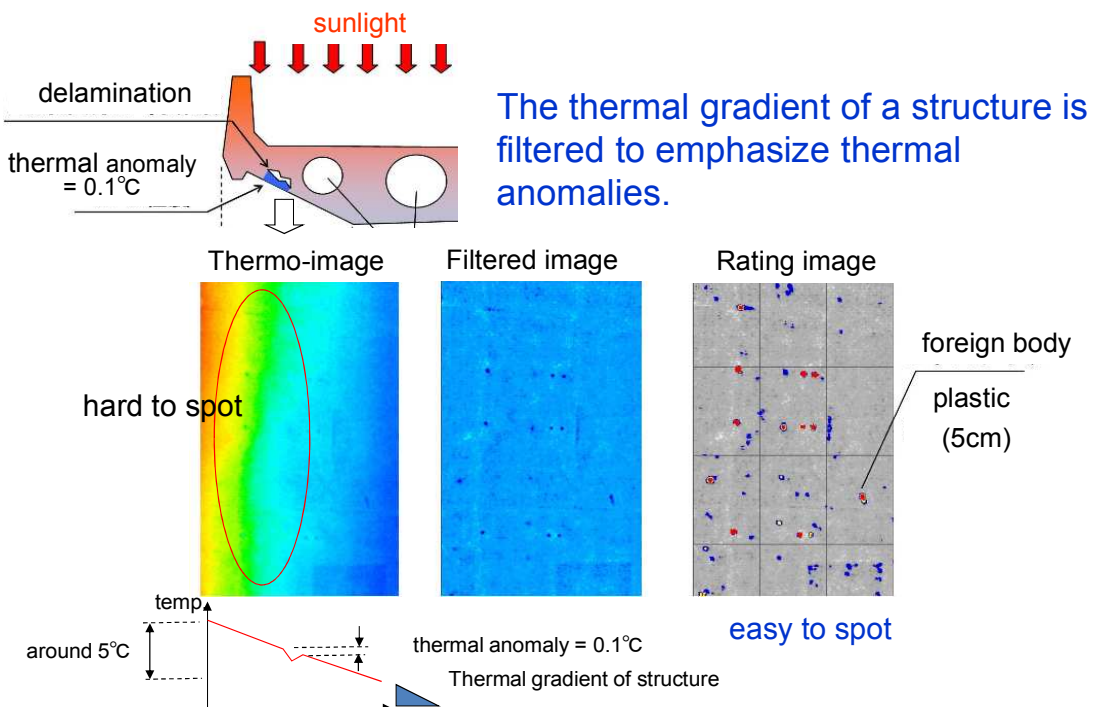 sunlight
delamination
thermal anomaly
= 0.1℃
The thermal gradient of a structure is
filtered to emphasize thermal
anomalies.
Thermo-image
Filtered image
Rating image
hard to spot
foreign body
plastic
(5cm)
easy to spot
temp
around 5℃
thermal anomaly = 0.1℃
Thermal gradient of structure